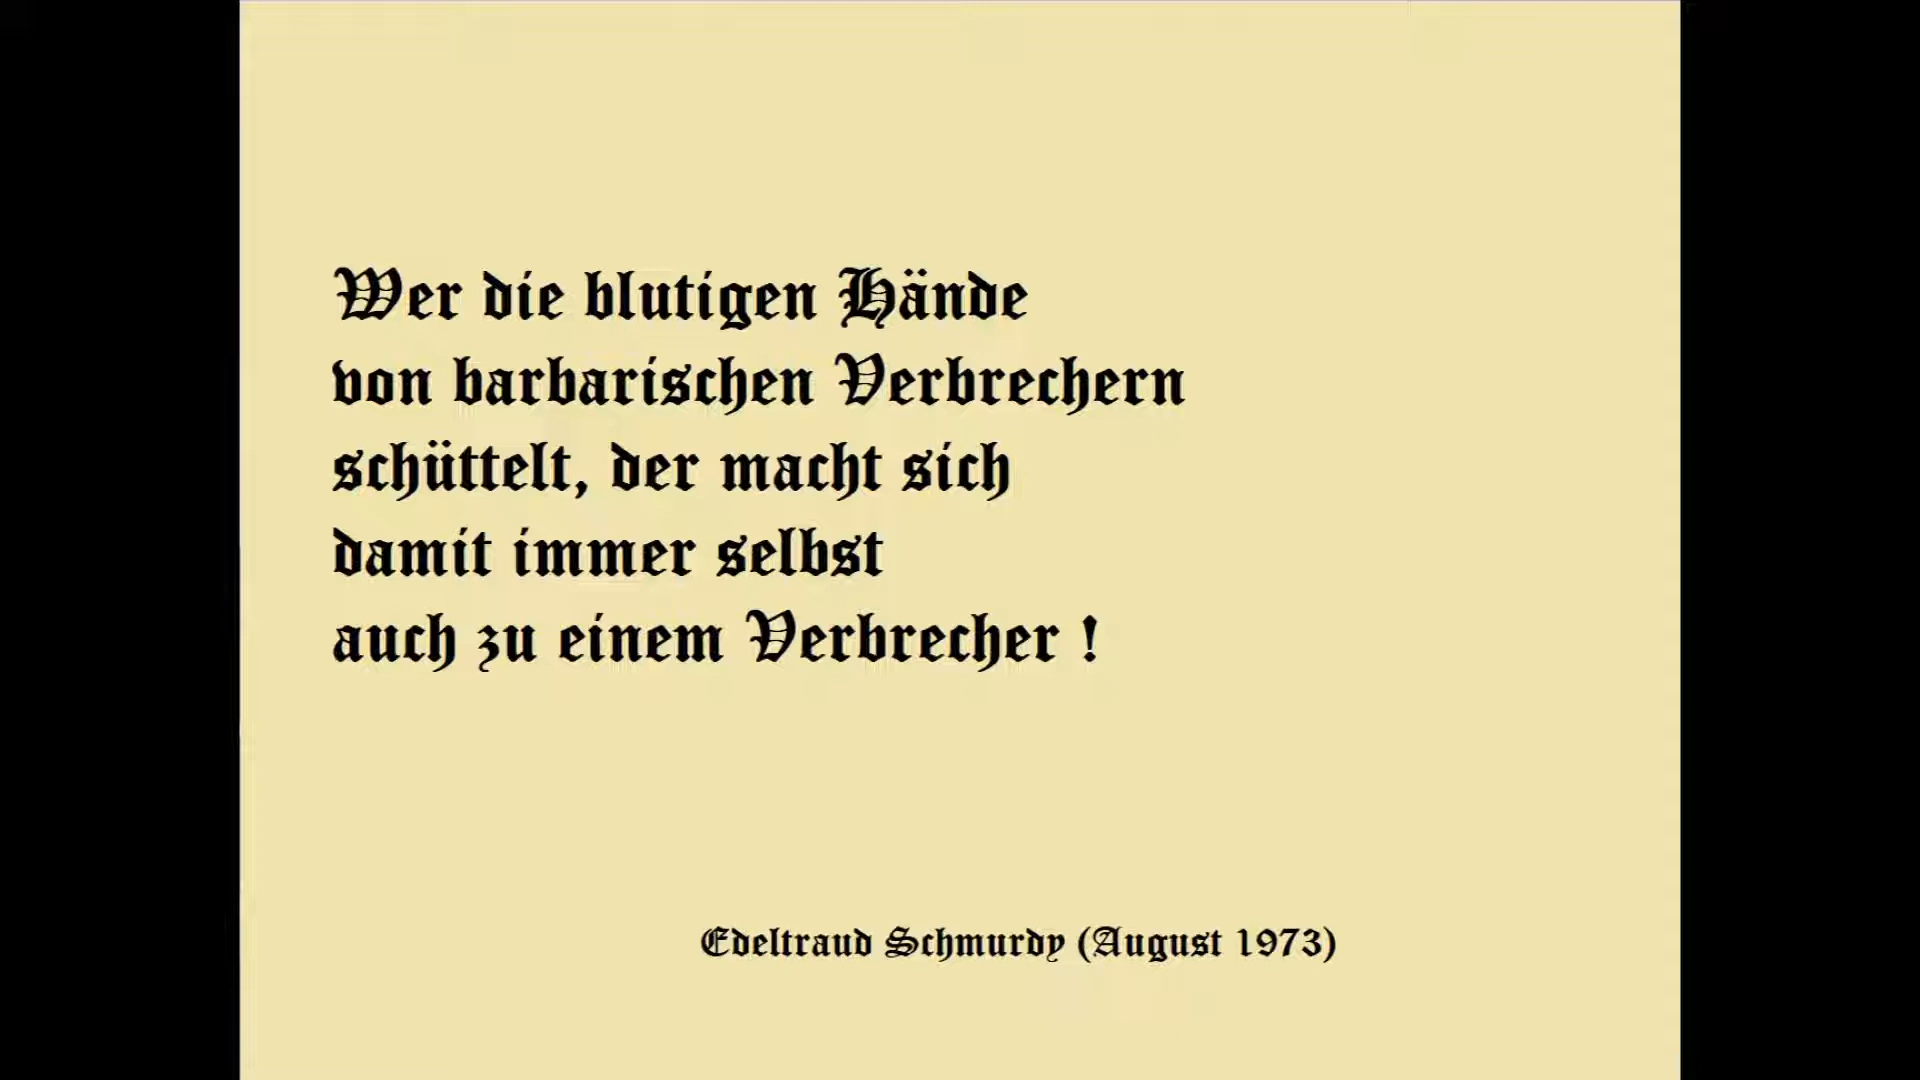 Wer die blutigen Hände
von barbarischen Verbrechern
schüttelt, der macht sich
damit immer selbst
auch zu einem Verbrecher !
Edeltraud Schmurdy (August 1973)